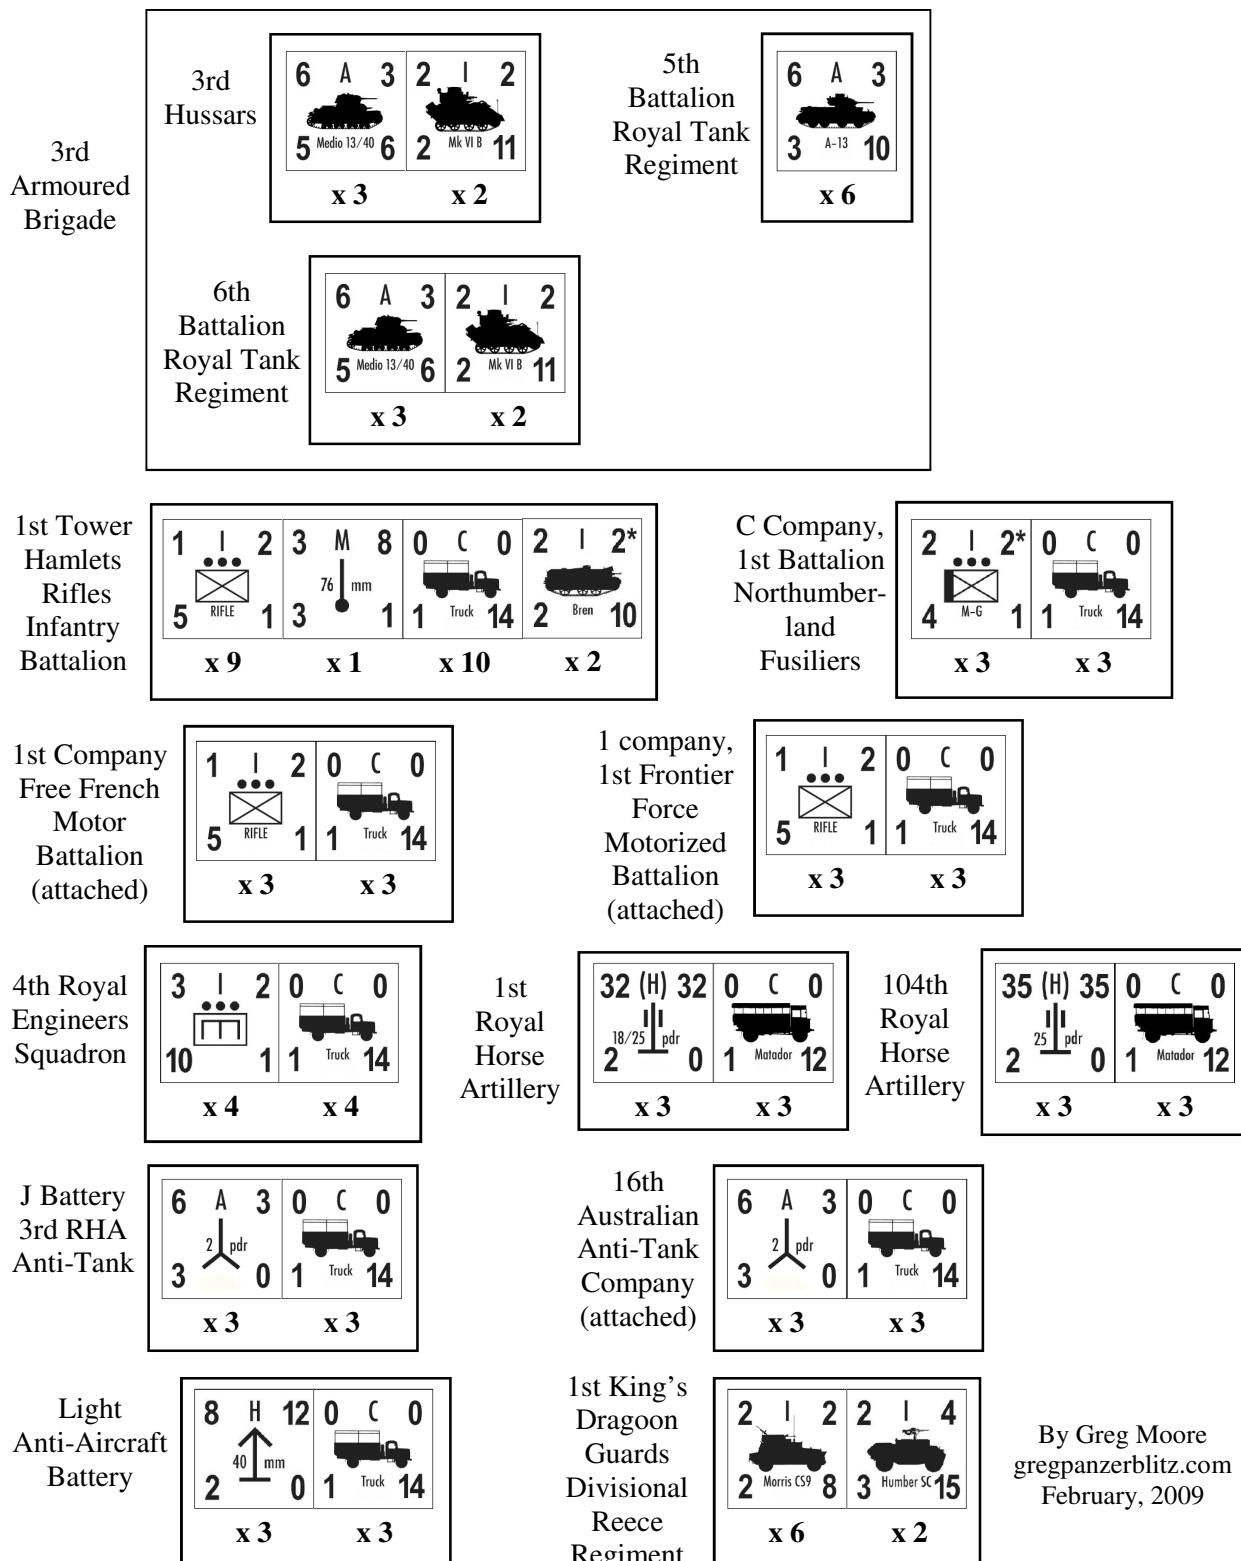 3rd
Armoured
Brigade
3rd
Hussars
6 A 3
Medio 13/40
5 6
x 3
2 I 2
Mk VI B
2 11
x 2
5th
Battalion
Royal Tank
Regiment
6 A 3
A-13
3 10
x 6
6th
Battalion
Royal Tank
Regiment
6 A 3
Medio 13/40
5 6
x 3
2 I 2
Mk VI B
2 11
x 2
1st Tower
Hamlets
Rifles
Infantry
Battalion
1 I 2
RIFLE
5 1
x 9
3 M 8
76 mm
3 1
x 1
0 C 0
Truck
1 14
x 10
2 I 2*
Bren
2 10
x 2
C Company,
1st Battalion
Northumber-
land
Fusiliers
2 I 2*
M-G
4 1
x 3
0 C 0
Truck
1 14
x 3
1st Company
Free French
Motor
Battalion
(attached)
1 I 2
RIFLE
5 1
x 3
0 C 0
Truck
1 14
x 3
1 company,
1st Frontier
Force
Motorized
Battalion
(attached)
1 I 2
RIFLE
5 1
x 3
0 C 0
Truck
1 14
x 3
4th Royal
Engineers
Squadron
3 I 2
10 1
x 4
0 C 0
Truck
1 14
x 4
1st
Royal
Horse
Artillery
32 (H) 32
18/25 pdr
2 0
x 3
0 C 0
Matador
1 12
x 3
104th
Royal
Horse
Artillery
35 (H) 35
25 pdr
2 0
x 3
0 C 0
Matador
1 12
x 3
J Battery
3rd RHA
Anti-Tank
6 A 3
2 pdr
3 0
x 3
0 C 0
Truck
1 14
x 3
16th
Australian
Anti-Tank
Company
(attached)
6 A 3
2 pdr
3 0
x 3
0 C 0
Truck
1 14
x 3
Light
Anti-Aircraft
Battery
8 H 12
40 mm
2 0
x 3
0 C 0
Truck
1 14
x 3
1st King's
Dragoon
Guards
Divisional
Reece
Regiment
2 I 2
Morris CS9
2 8
x 6
2 I 4
Humber SC
3 15
x 2
By Greg Moore
gregpanzerblitz.com
February, 2009